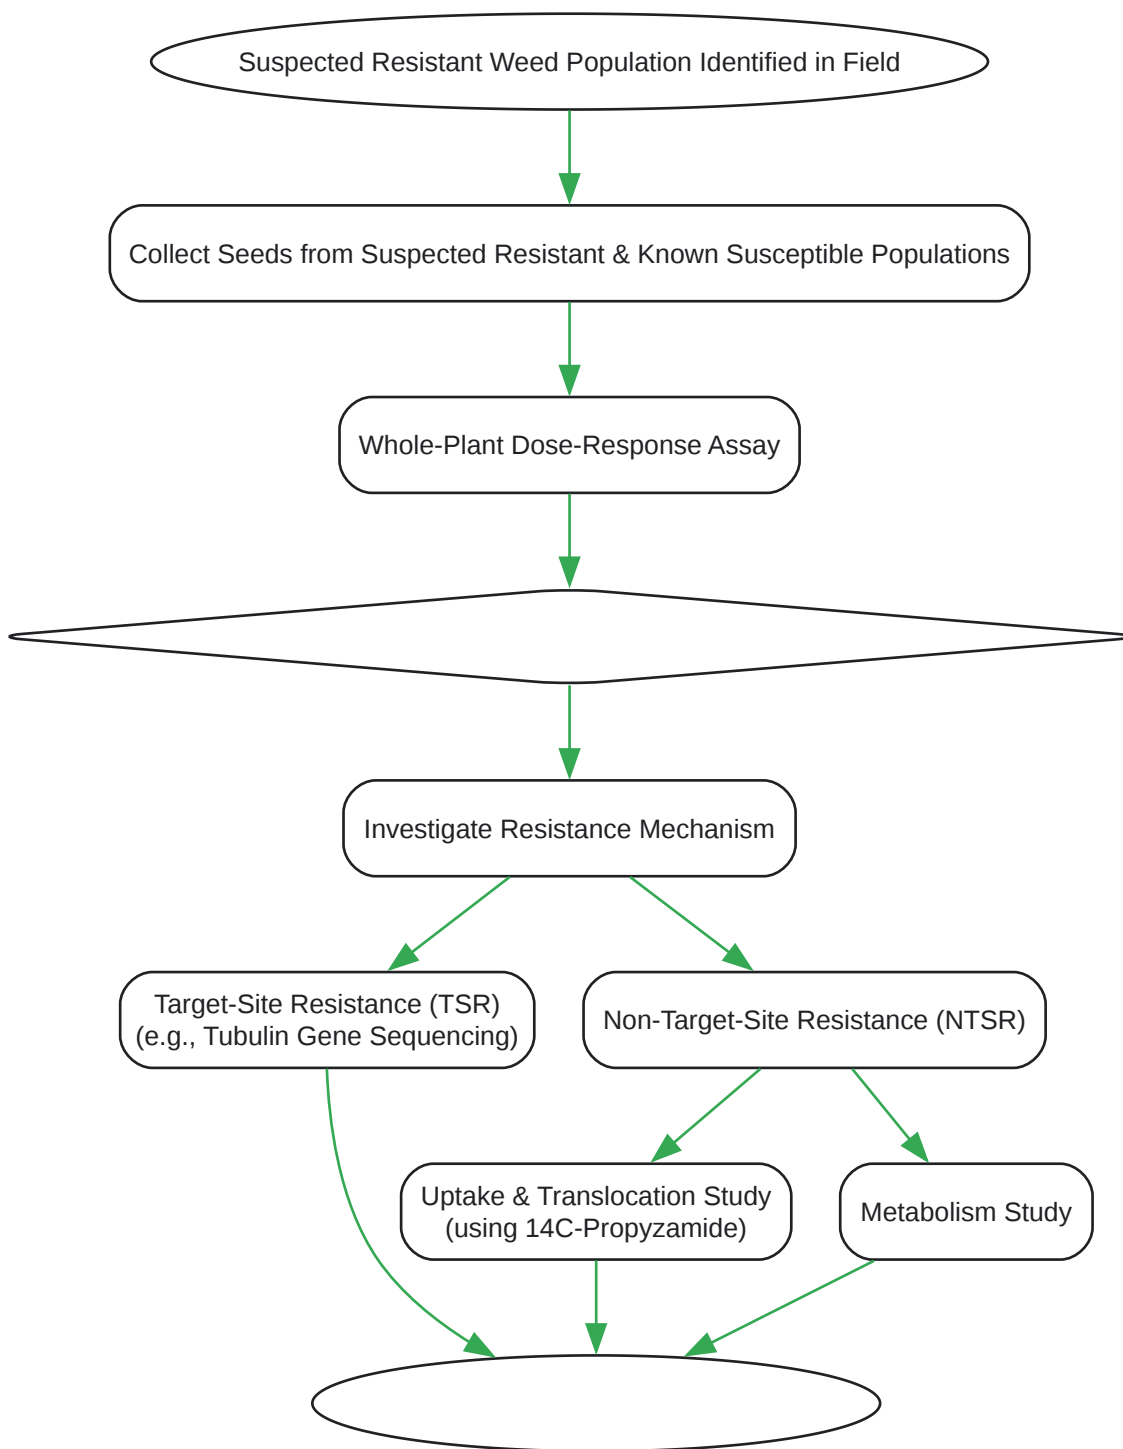 Suspected Resistant Weed Population Identified in Field
Collect Seeds from Suspected Resistant & Known Susceptible Populations
Whole-Plant Dose-Response Assay
Investigate Resistance Mechanism
Target-Site Resistance (TSR)
(e.g., Tubulin Gene Sequencing)
Non-Target-Site Resistance (NTSR)
Uptake & Translocation Study
(using 14C-Propyzamide)
Metabolism Study